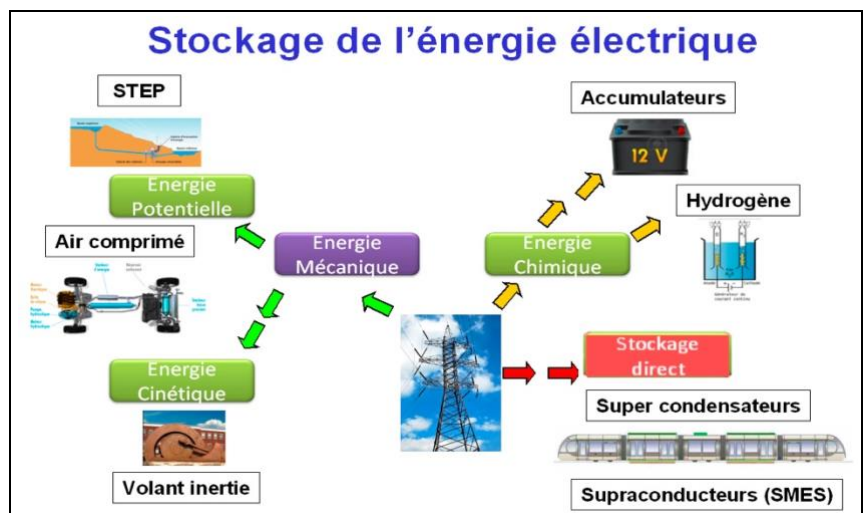 Stockage de l'énergie électrique
STEP
Energie
Potentielle
Air comprimé
Energie
Mécanique
Energie
Cinétique
Volant inertie
Accumulateurs
12 V
Hydrogène
Energie
Chimique
Stockage
direct
Super condensateurs
Supraconducteurs (SMES)